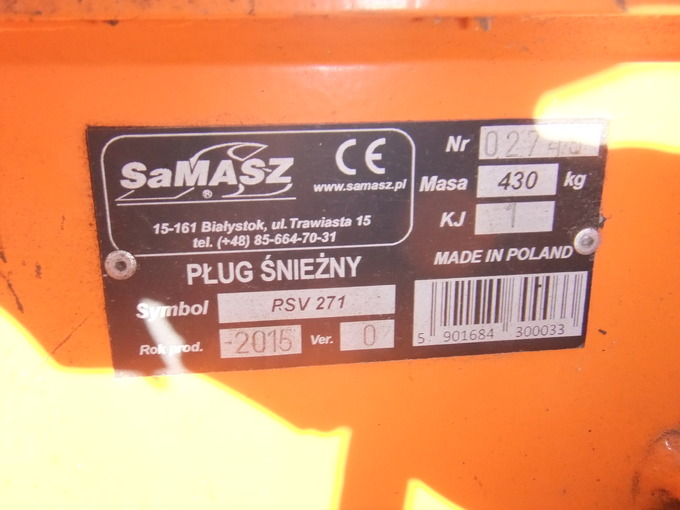 SaMASZ ®
CE
www.samasz.pl
15-161 Białystok, ul. Trawiasta 15
tel. (+48) 85-664-70-31
Nr
Masa 430 kg
KJ 1
MADE IN POLAND
PŁUG ŚNIEŻNY
Symbol PSV 271
Rok prod. 2015 Ver. 0
5 901684 300033